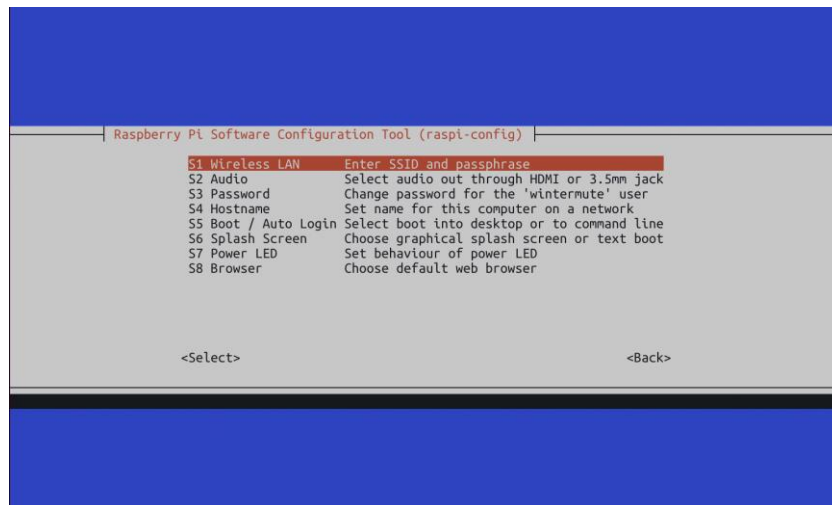 Raspberry Pi Software Configuration Tool (raspi-config)
S1 Wireless LAN Enter SSID and passphrase
S2 Audio Select audio out through HDMI or 3.5mm jack
S3 Password Change password for the 'wintermute' user
S4 Hostname Set name for this computer on a network
S5 Boot / Auto Login Select boot into desktop or to command line
S6 Splash Screen Choose graphical splash screen or text boot
S7 Power LED Set behaviour of power LED
S8 Browser Choose default web browser
<Select> <Back>